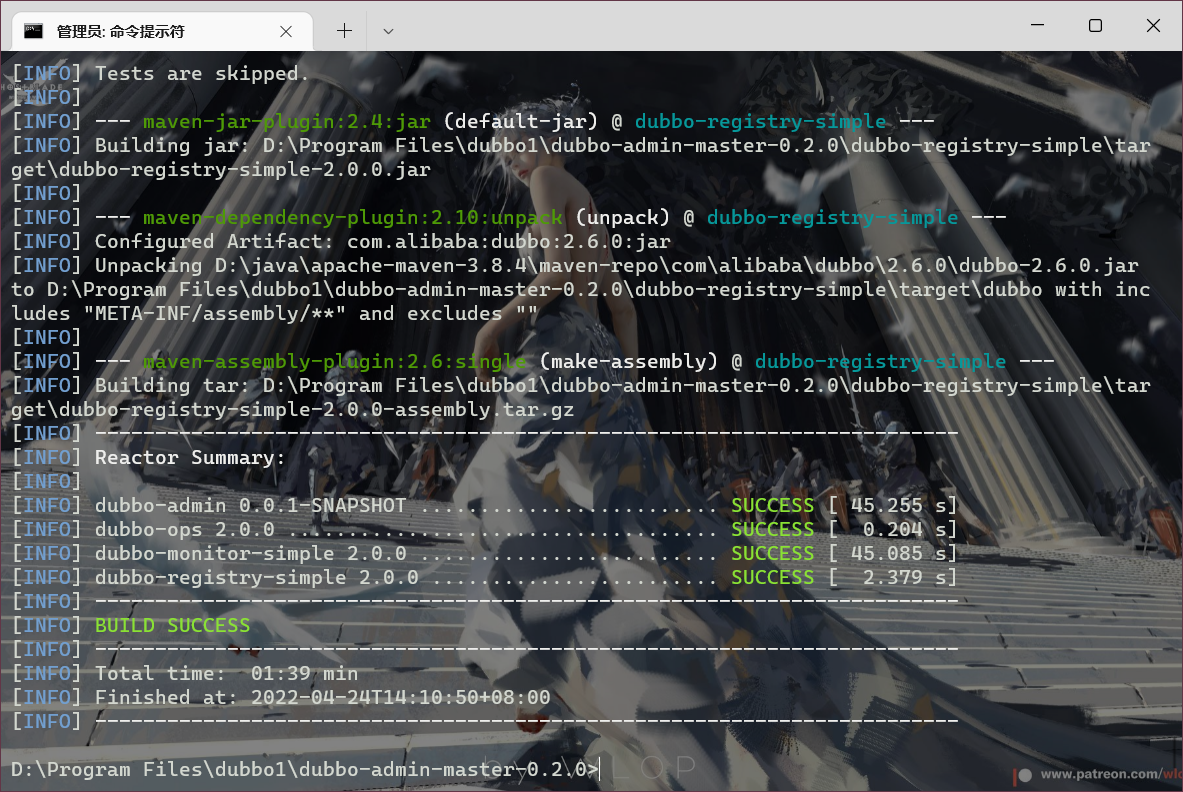 管理员: 命令提示符
[INFO] Tests are skipped.
[INFO]
[INFO] --- maven-jar-plugin:2.4:jar (default-jar) @ dubbo-registry-simple ---
[INFO] Building jar: D:\Program Files\dubbo1\dubbo-admin-master-0.2.0\dubbo-registry-simple\tar
get\dubbo-registry-simple-2.0.0.jar
[INFO]
[INFO] --- maven-dependency-plugin:2.10:unpack (unpack) @ dubbo-registry-simple ---
[INFO] Configured Artifact: com.alibaba:dubbo:2.6.0:jar
[INFO] Unpacking D:\java\apache-maven-3.8.4\maven-repo\com\alibaba\dubbo\2.6.0\dubbo-2.6.0.jar
to D:\Program Files\dubbo1\dubbo-admin-master-0.2.0\dubbo-registry-simple\target\dubbo with inc
ludes "META-INF/assembly/**" and excludes ""
[INFO]
[INFO] --- maven-assembly-plugin:2.6:single (make-assembly) @ dubbo-registry-simple ---
[INFO] Building tar: D:\Program Files\dubbo1\dubbo-admin-master-0.2.0\dubbo-registry-simple\tar
get\dubbo-registry-simple-2.0.0-assembly.tar.gz
[INFO] ------------------------------------------------------------------------
[INFO] Reactor Summary:
[INFO]
[INFO] dubbo-admin 0.0.1-SNAPSHOT ......................... SUCCESS [ 45.255 s]
[INFO] dubbo-ops 2.0.0 .................................... SUCCESS [  0.204 s]
[INFO] dubbo-monitor-simple 2.0.0 ......................... SUCCESS [ 45.085 s]
[INFO] dubbo-registry-simple 2.0.0 ........................ SUCCESS [  2.379 s]
[INFO] ------------------------------------------------------------------------
[INFO] BUILD SUCCESS
[INFO] ------------------------------------------------------------------------
[INFO] Total time:  01:39 min
[INFO] Finished at: 2022-04-24T14:10:50+08:00
[INFO] ------------------------------------------------------------------------
D:\Program Files\dubbo1\dubbo-admin-master-0.2.0>
www.patreon.com/wlo